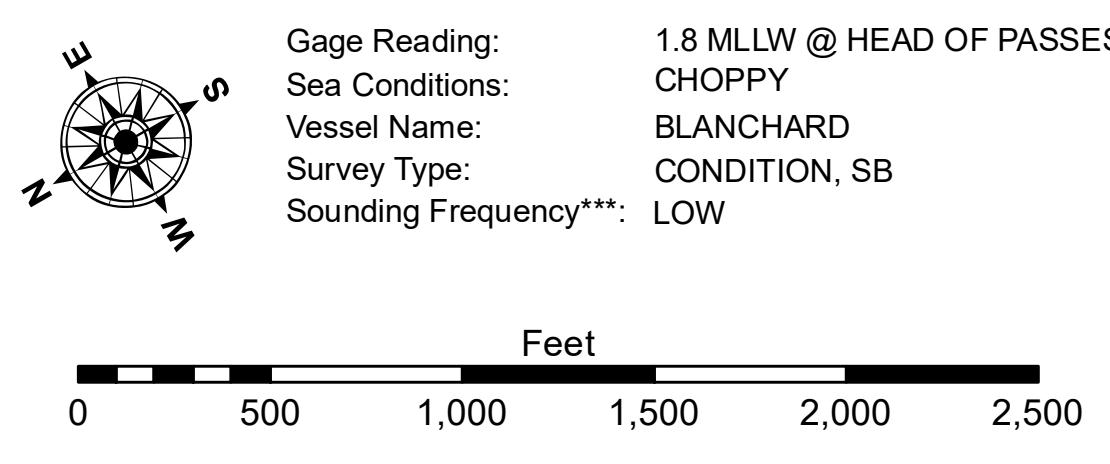 E
S
N
W
Gage Reading: 1.8 MLLW @ HEAD OF PASSES
Sea Conditions: CHOPPY
Vessel Name: BLANCHARD
Survey Type: CONDITION, SB
Sounding Frequency***: LOW
Feet
0 500 1,000 1,500 2,000 2,500